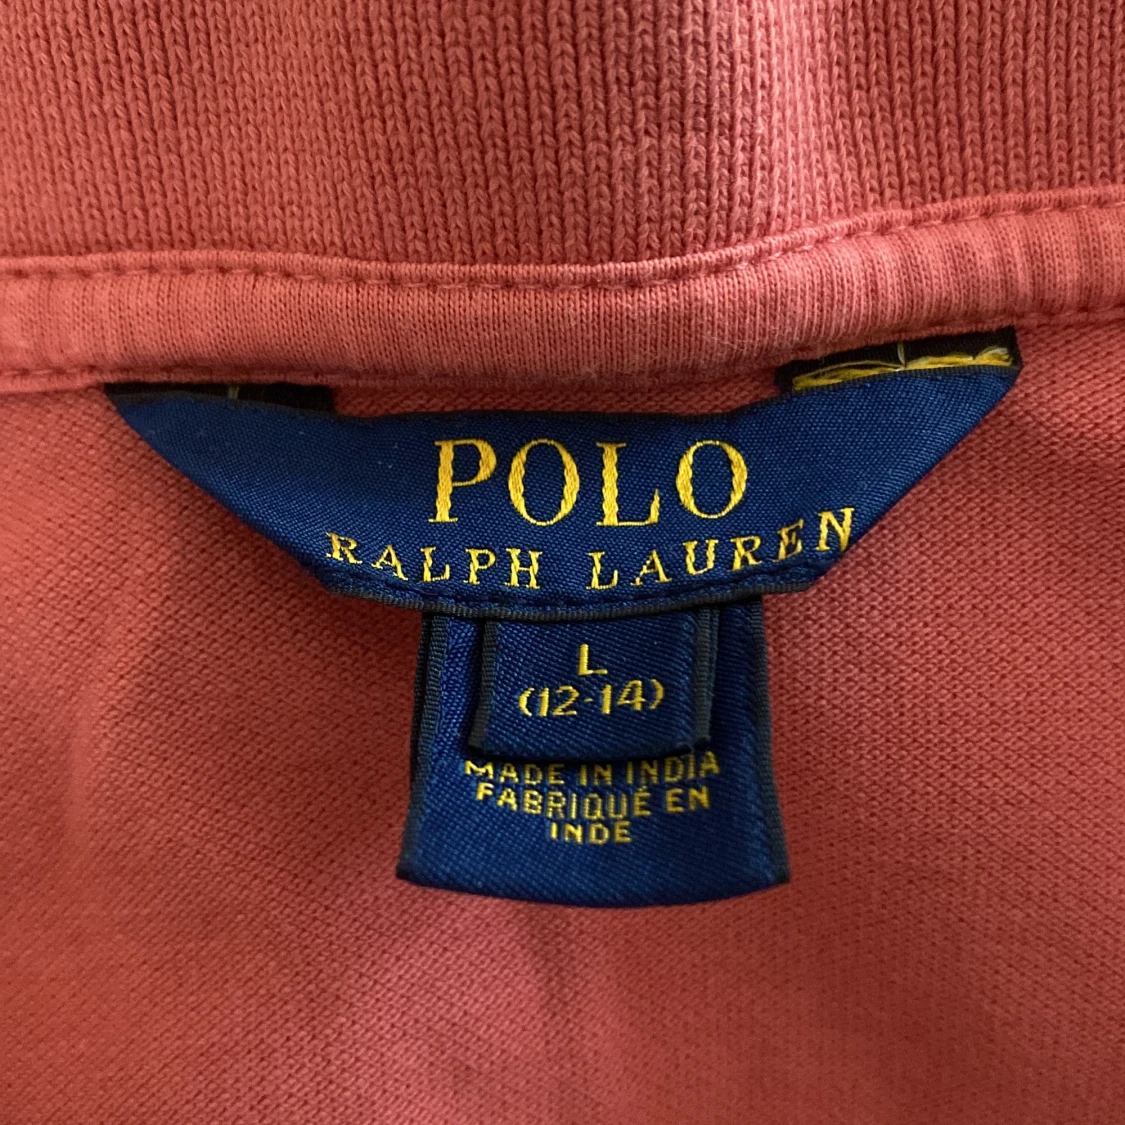 POLO
RALPH LAUREN
L
(12-14)
MADE IN INDIA
FABRIQUÉ EN
INDE